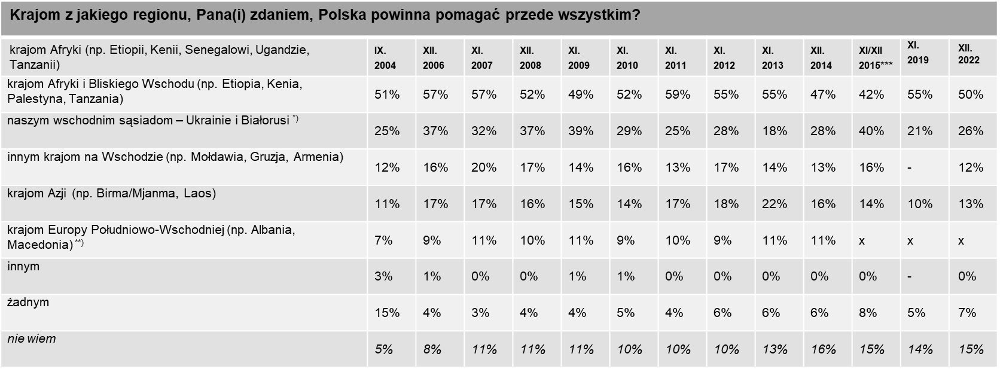 Krajom z jakiego regionu, Pana(i) zdaniem, Polska powinna pomagać przede wszystkim?
krajom Afryki (np. Etiopii, Kenii, Senegalowi, Ugandzie, Tanzanii) IX. 2004 XII. 2006 XI. 2007 XII. 2008 XI. 2009 XI. 2010 XI. 2011 XI. 2012 XI. 2013 XII. 2014 XI/XII 2015*** XI. 2019 XII. 2022
krajom Afryki i Bliskiego Wschodu (np. Etiopia, Kenia, Palestyna, Tanzania) 51% 57% 57% 52% 49% 52% 59% 55% 55% 47% 42% 55% 50%
naszym wschodnim sąsiadom – Ukrainie i Białorusi *) 25% 37% 32% 37% 39% 29% 25% 28% 18% 28% 40% 21% 26%
innym krajom na Wschodzie (np. Mołdawia, Gruzja, Armenia) 12% 16% 20% 17% 14% 16% 13% 17% 14% 13% 16% - 12%
krajom Azji (np. Birma/Mjanma, Laos) 11% 17% 17% 16% 15% 14% 17% 18% 22% 16% 14% 10% 13%
krajom Europy Południowo-Wschodniej (np. Albania, Macedonia) **) 7% 9% 11% 10% 11% 9% 10% 9% 11% 11% x x x
innym 3% 1% 0% 0% 1% 1% 0% 0% 0% 0% 0% - 0%
żadnym 15% 4% 3% 4% 4% 5% 4% 6% 6% 6% 8% 5% 7%
nie wiem 5% 8% 11% 11% 11% 10% 10% 10% 13% 16% 15% 14% 15%